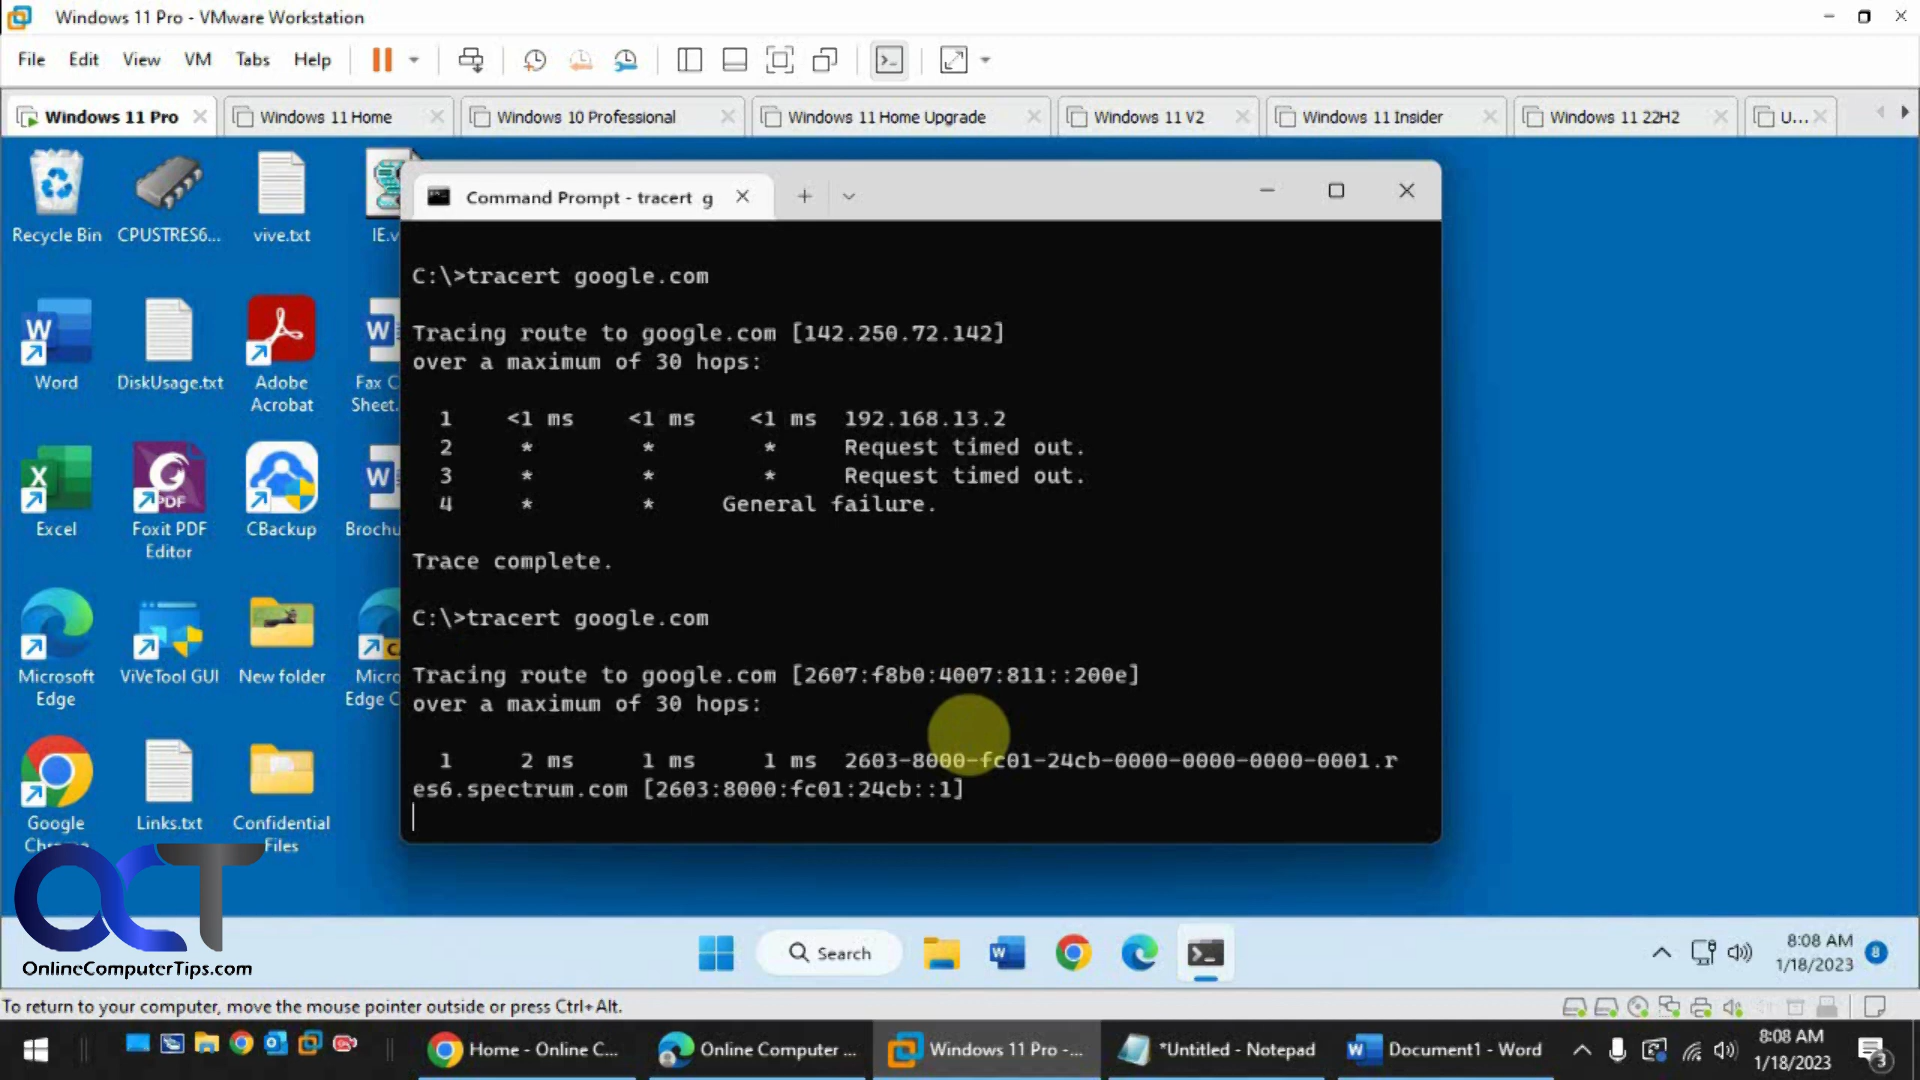 Windows 11 Pro - VMware Workstation
File Edit View VM Tabs Help
Windows 11 Pro Windows 11 Home Windows 10 Professional Windows 11 Home Upgrade Windows 11 V2 Windows 11 Insider Windows 11 22H2 U...
Command Prompt - tracert g
C:\>tracert google.com
Tracing route to google.com [142.250.72.142]
over a maximum of 30 hops:
1 <1 ms <1 ms <1 ms 192.168.13.2
2 * * * Request timed out.
3 * * * Request timed out.
4 * * General failure.
Trace complete.
C:\>tracert google.com
Tracing route to google.com [2607:f8b0:4007:811::200e]
over a maximum of 30 hops:
1 2 ms 1 ms 1 ms 2603-8000-fc01-24cb-0000-0000-0000-0001.r
es6.spectrum.com [2603:8000:fc01:24cb::1]
Recycle Bin CPUSTRES6... vive.txt IE.v
Word DiskUsage.txt Adobe
Acrobat
Fax C
Sheet.
Excel Foxit PDF
Editor
CBackup Brochu
Microsoft
Edge
ViVeTool GUI New folder Micro
Edge C
Google
Chrome
Links.txt Confidential
Files
OCT
OnlineComputerTips.com
Search
8:08 AM
1/18/2023
8
To return to your computer, move the mouse pointer outside or press Ctrl+Alt.
Home - Online C... Online Computer ... Windows 11 Pro -... *Untitled - Notepad Document1 - Word
8:08 AM
1/18/2023
3